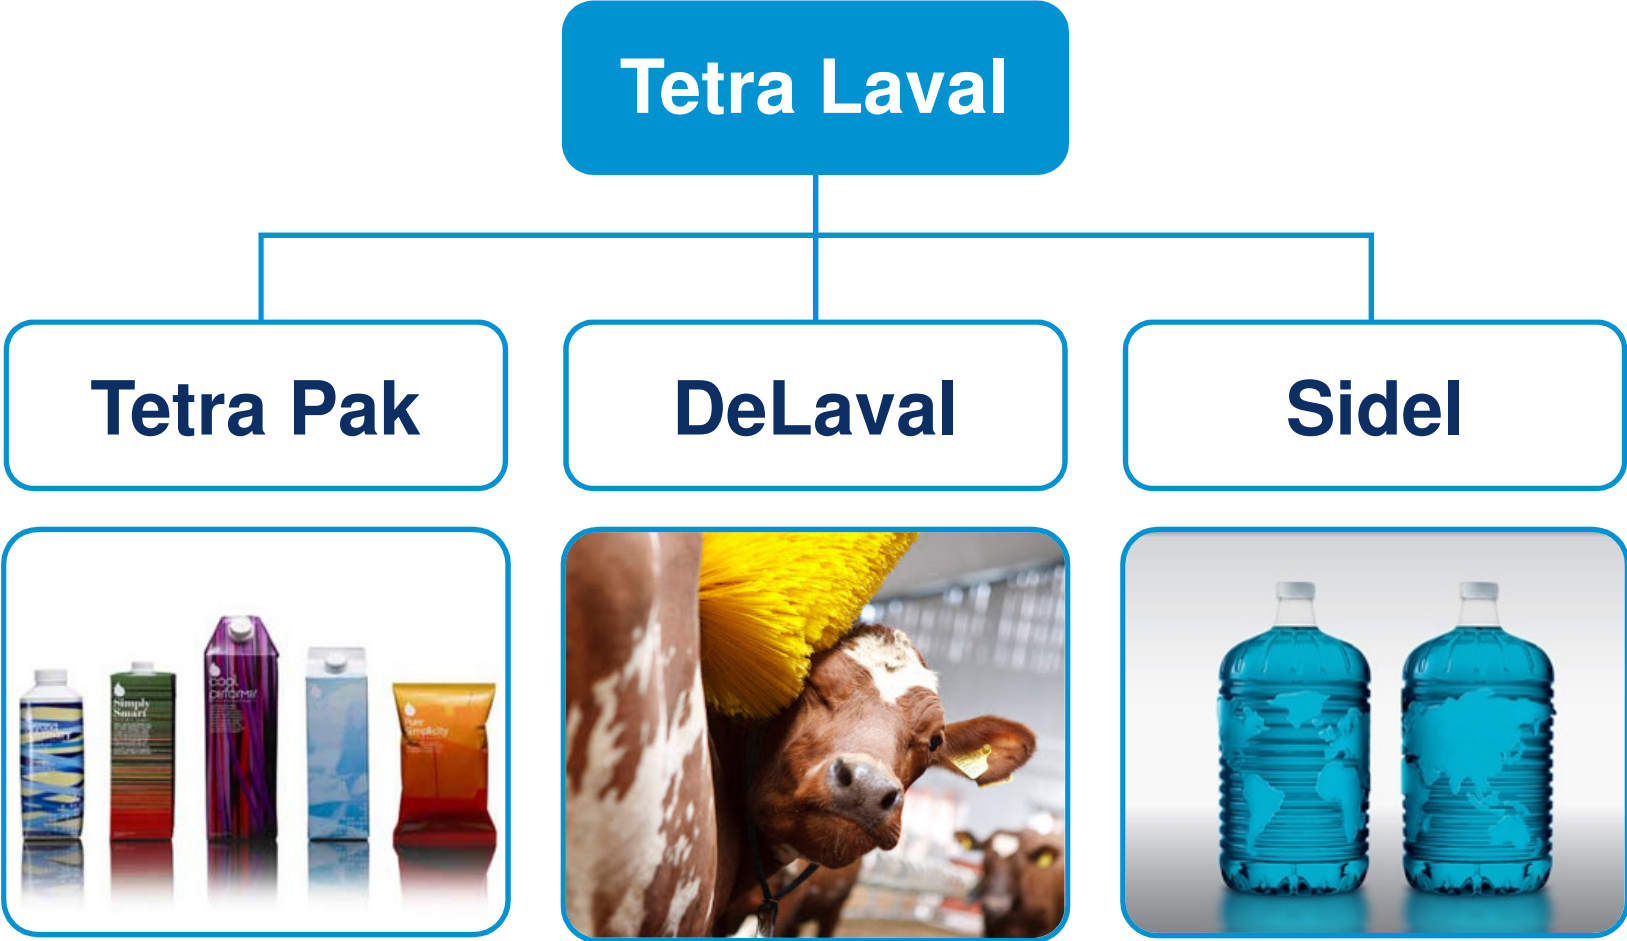 Tetra Laval
Tetra Pak
DeLaval
Sidel
Simply
Smart
cool
performer
Pure
Simplicity